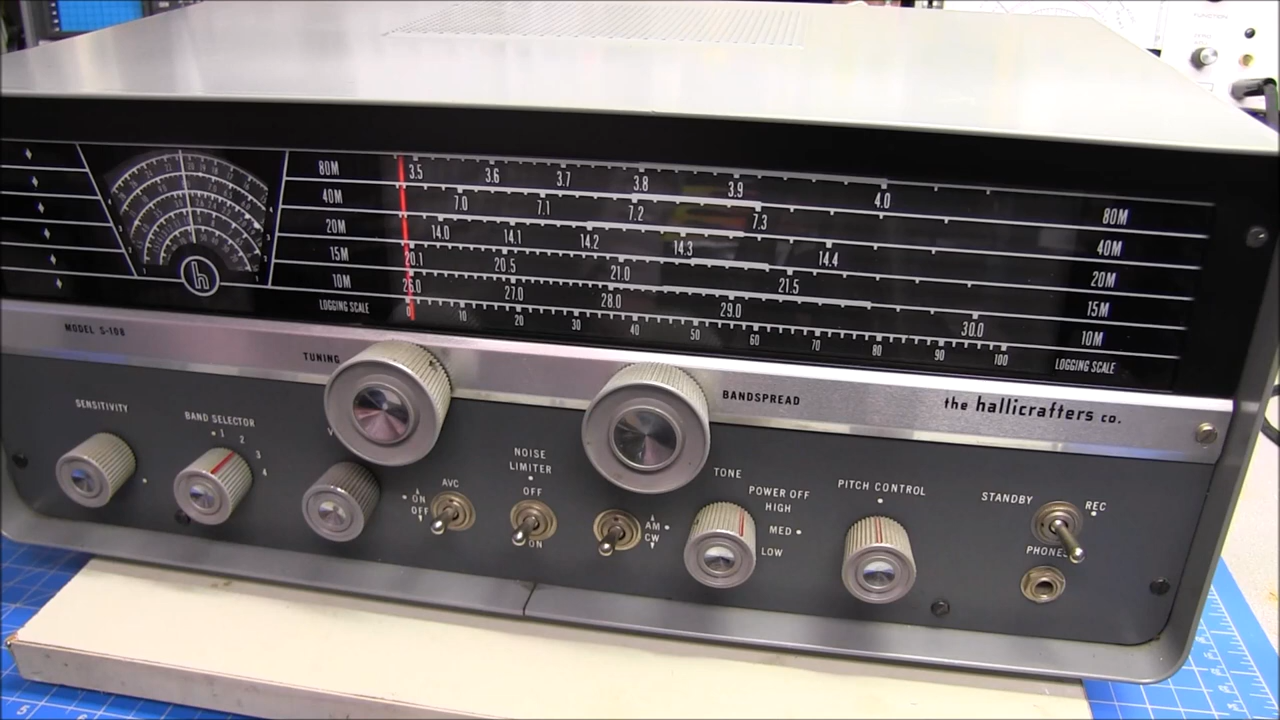 80M 3.5 3.6 3.7 3.8 3.9 4.0 80M
40M 7.0 7.1 7.2 7.3 40M
20M 14.0 14.1 14.2 14.3 14.4 20M
15M 20.1 20.5 21.0 21.5 15M
10M 26.0 27.0 28.0 29.0 30.0 10M
LOGGING SCALE 0 10 20 30 40 50 60 70 80 90 100 LOGGING SCALE
h
MODEL S-108
TUNING
BANDSPREAD
the hallicrafters co.
SENSITIVITY
BAND SELECTOR
1 2 3 4
V
AVC
ON
OFF
NOISE
LIMITER
OFF
ON
AM
CW
TONE
POWER OFF
HIGH
MED
LOW
PITCH CONTROL
STANDBY
REC
PHONES
FUNCTION
5 6